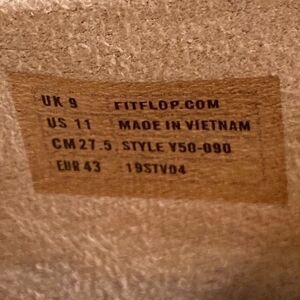 UK 9 FITFLOP.COM
US 11 MADE IN VIETNAM
CM 27.5 STYLE V50-090
EUR 43 19STV04